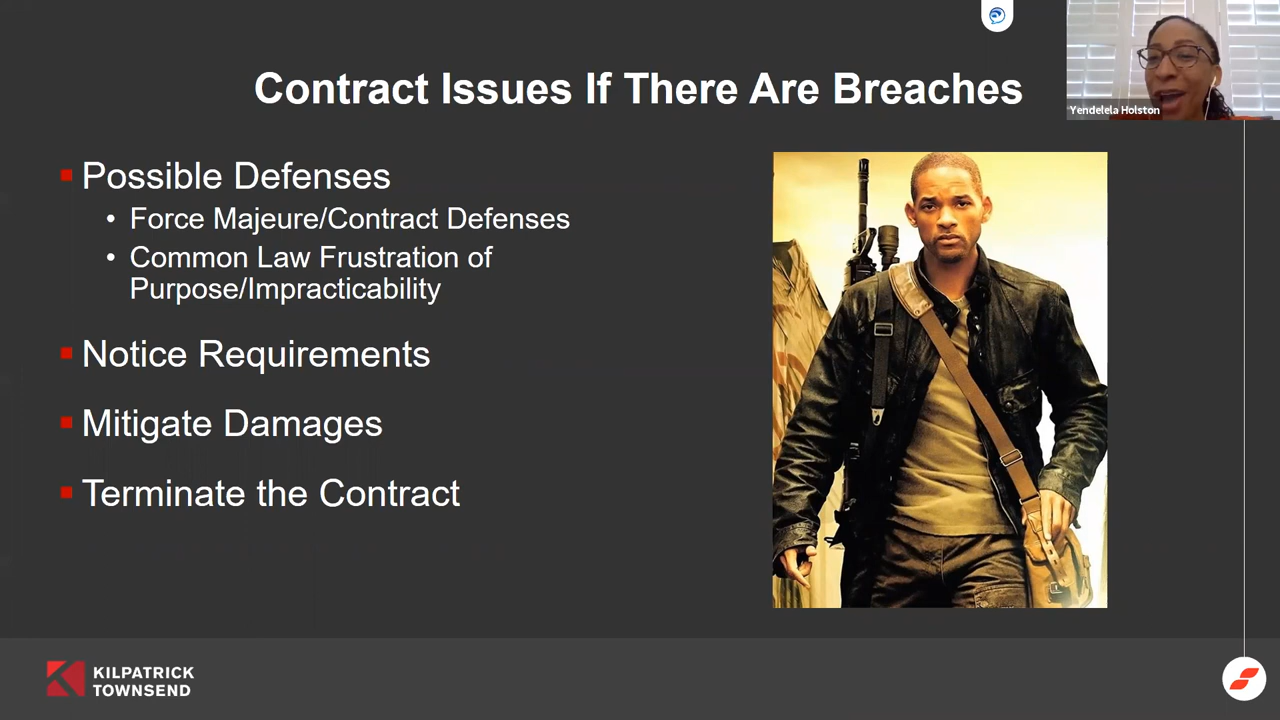 Contract Issues If There Are Breaches
Yendelela Holston
Possible Defenses
Force Majeure/Contract Defenses
Common Law Frustration of
Purpose/Impracticability
Notice Requirements
Mitigate Damages
Terminate the Contract
KILPATRICK
TOWNSEND